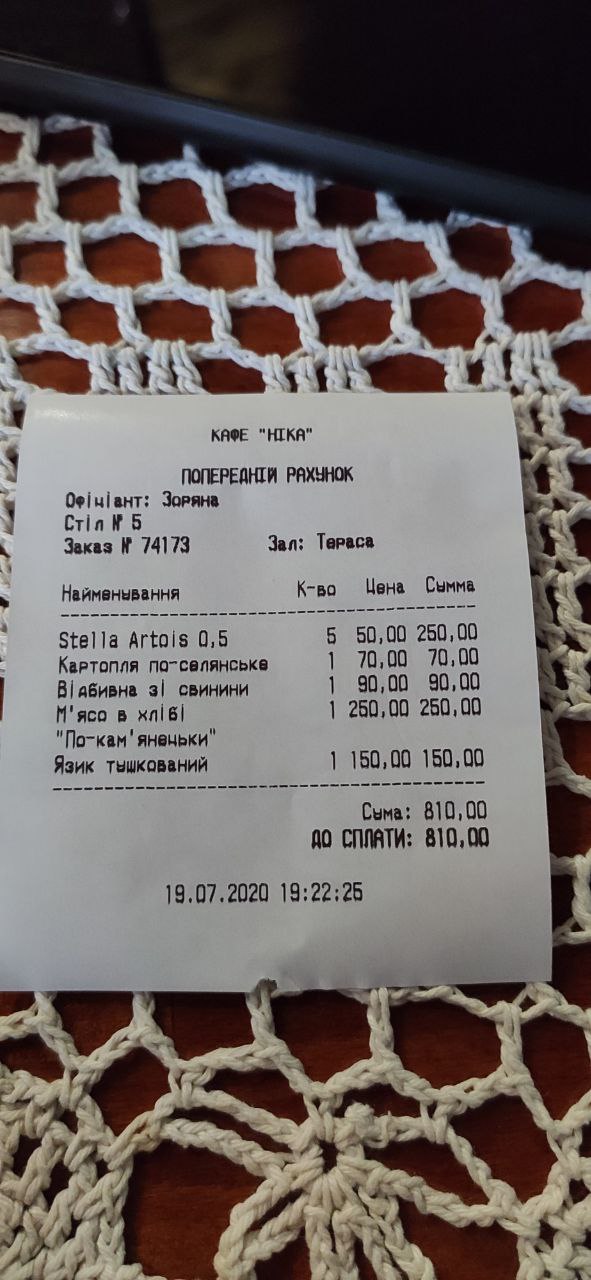 КАФЕ "НІКА"
ПОПЕРЕДНІЙ РАХУНОК
Офіціант: Зоряна
Стіл № 5
Заказ № 74173 Зал: Тераса
Найменування К-во Цена Сумма
Stella Artois 0,5 5 50,00 250,00
Картопля по-селянське 1 70,00 70,00
Відбивна зі свинини 1 90,00 90,00
М'ясо в хлібі 1 250,00 250,00
"По-кам'янецьки"
Язик тышкований 1 150,00 150,00
Сума: 810,00
ДО СПЛАТИ: 810,00
19.07.2020 19:22:25